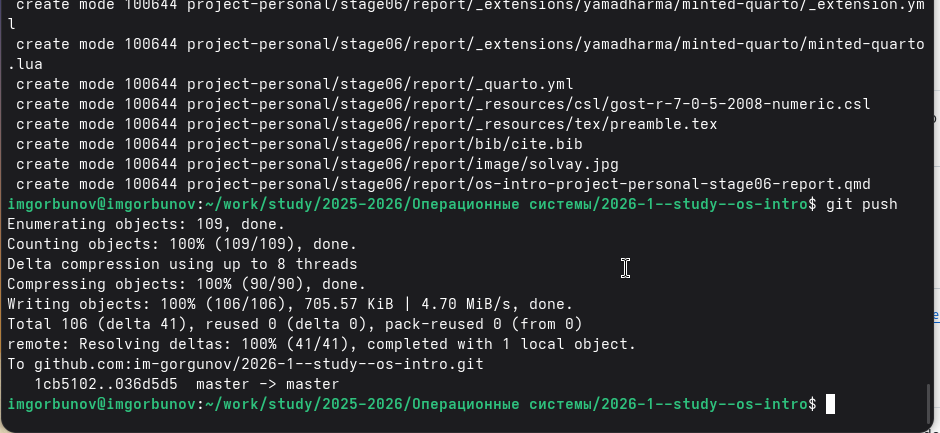 create mode 100644 project-personal/stage06/report/_extensions/yamadharma/minted-quarto/_extension.ym
l
create mode 100644 project-personal/stage06/report/_extensions/yamadharma/minted-quarto/minted-quarto
.lua
create mode 100644 project-personal/stage06/report/_quarto.yml
create mode 100644 project-personal/stage06/report/_resources/csl/gost-r-7-0-5-2008-numeric.csl
create mode 100644 project-personal/stage06/report/_resources/tex/preamble.tex
create mode 100644 project-personal/stage06/report/bib/cite.bib
create mode 100644 project-personal/stage06/report/image/solvay.jpg
create mode 100644 project-personal/stage06/report/os-intro-project-personal-stage06-report.qmd
imgorbunov@imgorbunov:~/work/study/2025-2026/Операционные системы/2026-1--study--os-intro$ git push
Enumerating objects: 109, done.
Counting objects: 100% (109/109), done.
Delta compression using up to 8 threads
Compressing objects: 100% (90/90), done.
Writing objects: 100% (106/106), 705.57 KiB | 4.70 MiB/s, done.
Total 106 (delta 41), reused 0 (delta 0), pack-reused 0 (from 0)
remote: Resolving deltas: 100% (41/41), completed with 1 local object.
To github.com:im-gorgunov/2026-1--study--os-intro.git
1cb5102..036d5d5  master -> master
imgorbunov@imgorbunov:~/work/study/2025-2026/Операционные системы/2026-1--study--os-intro$